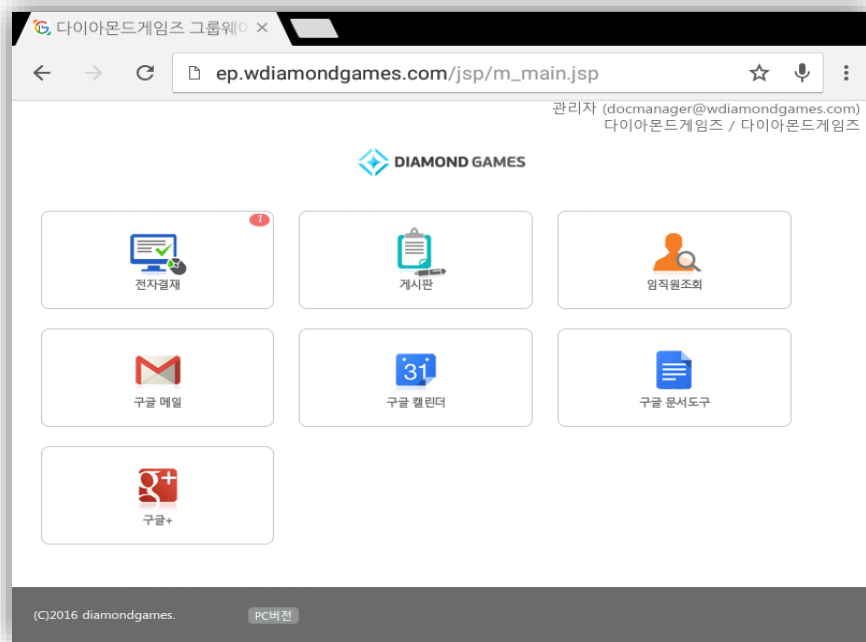 다이아몬드게임즈 그룹웨
ep.wdiamondgames.com/jsp/m_main.jsp
관리자 (docmanager@wdiamondgames.com)
다이아몬드게임즈 / 다이아몬드게임즈
DIAMOND GAMES
1
전자결재
게시판
임직원조회
구글 메일
31
구글 캘린더
구글 문서도구
g+
구글+
(C)2016 diamondgames.
PC버전